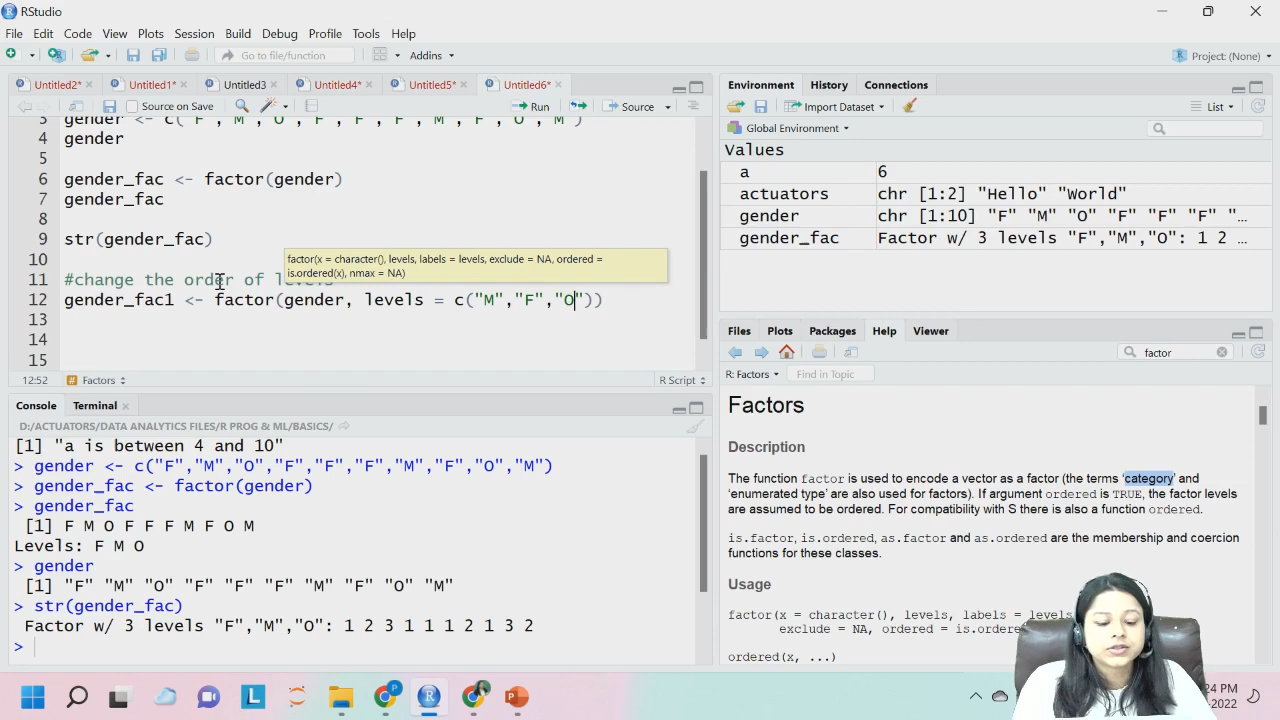 RStudio
File Edit Code View Plots Session Build Debug Profile Tools Help
Go to file/function Addins Project: (None)
Untitled2* Untitled1* Untitled3 Untitled4* Untitled5* Untitled6*
Source on Save Run Source
3 gender <- c("F","M","O","F","F","F","M","F","O","M")
4 gender
5
6 gender_fac <- factor(gender)
7 gender_fac
8
9 str(gender_fac)
10
factor(x = character(), levels, labels = levels, exclude = NA, ordered =
is.ordered(x), nmax = NA)
11 #change the order of levels
12 gender_fac1 <- factor(gender, levels = c("M","F","O"))
13
14
15
12:52 # Factors R Script
Console Terminal
D:/ACTUATORS/DATA ANALYTICS FILES/R PROG & ML/BASICS/
[1] "a is between 4 and 10"
> gender <- c("F","M","O","F","F","F","M","F","O","M")
> gender_fac <- factor(gender)
> gender_fac
[1] F M O F F F M F O M
Levels: F M O
> gender
[1] "F" "M" "O" "F" "F" "F" "M" "F" "O" "M"
> str(gender_fac)
Factor w/ 3 levels "F","M","O": 1 2 3 1 1 1 2 1 3 2
>
Environment History Connections
Import Dataset List
Global Environment
Values
a 6
actuators chr [1:2] "Hello" "World"
gender chr [1:10] "F" "M" "O" "F" "F" "F" "…
gender_fac Factor w/ 3 levels "F","M","O": 1 2 …
Files Plots Packages Help Viewer
factor
R: Factors Find in Topic
Factors
Description
The function factor is used to encode a vector as a factor (the terms ‘category’ and
‘enumerated type’ are also used for factors). If argument ordered is TRUE, the factor levels
are assumed to be ordered. For compatibility with S there is also a function ordered.
is.factor, is.ordered, as.factor and as.ordered are the membership and coercion
functions for these classes.
Usage
factor(x = character(), levels, labels = levels
exclude = NA, ordered = is.ordere
ordered(x, ...)
:24 PM
-2022